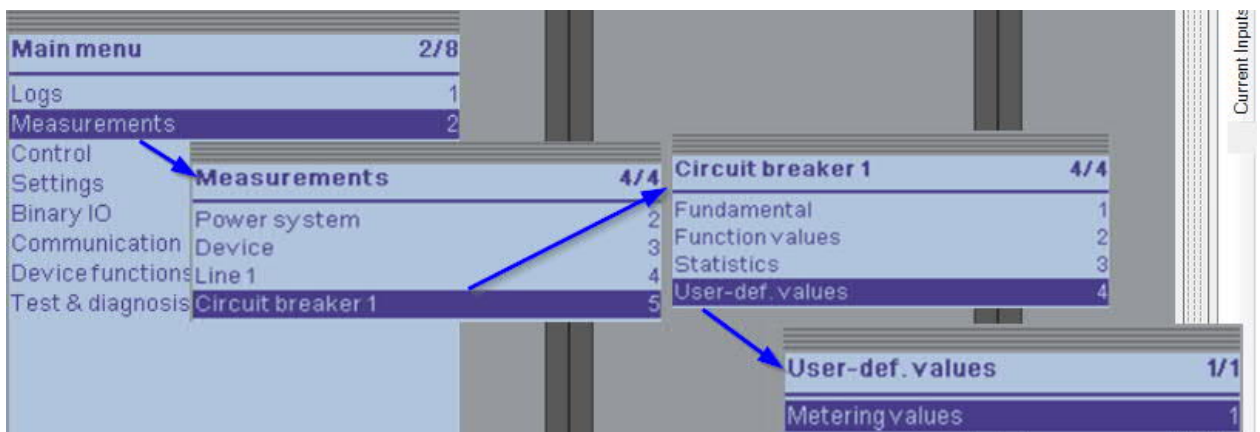 Main menu 2/8
Logs 1
Measurements 2
Control
Settings
Binary IO
Communication
Device functions
Test & diagnosis
Measurements 4/4
Power system 2
Device 3
Line 1 4
Circuit breaker 1 5
Circuit breaker 1 4/4
Fundamental 1
Function values 2
Statistics 3
User-def. values 4
User-def. values 1/1
Metering values 1
Current Inputs